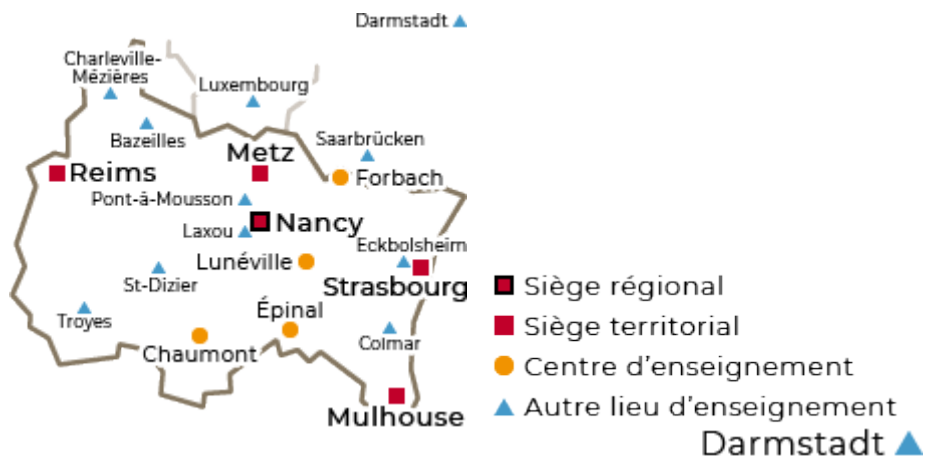 Darmstadt
Charleville-
Mézières
Luxembourg
Bazeilles
Saarbrücken
Metz
Reims
Forbach
Pont-à-Mousson
Nancy
Laxou
Eckbolsheim
Lunéville
St-Dizier
Strasbourg
Épinal
Troyes
Colmar
Chaumont
Mulhouse
Siège régional
Siège territorial
Centre d'enseignement
Autre lieu d'enseignement
Darmstadt